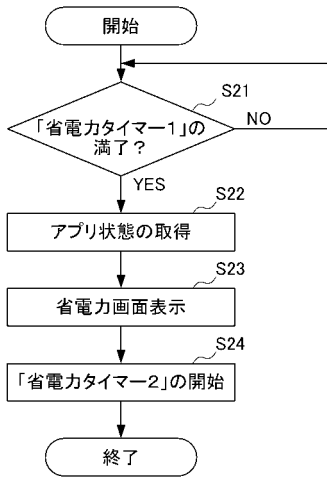 開始
S21
「省電力タイマー１」の
満了？
NO
YES
S22
アプリ状態の取得
S23
省電力画面表示
S24
「省電力タイマー２」の開始
終了